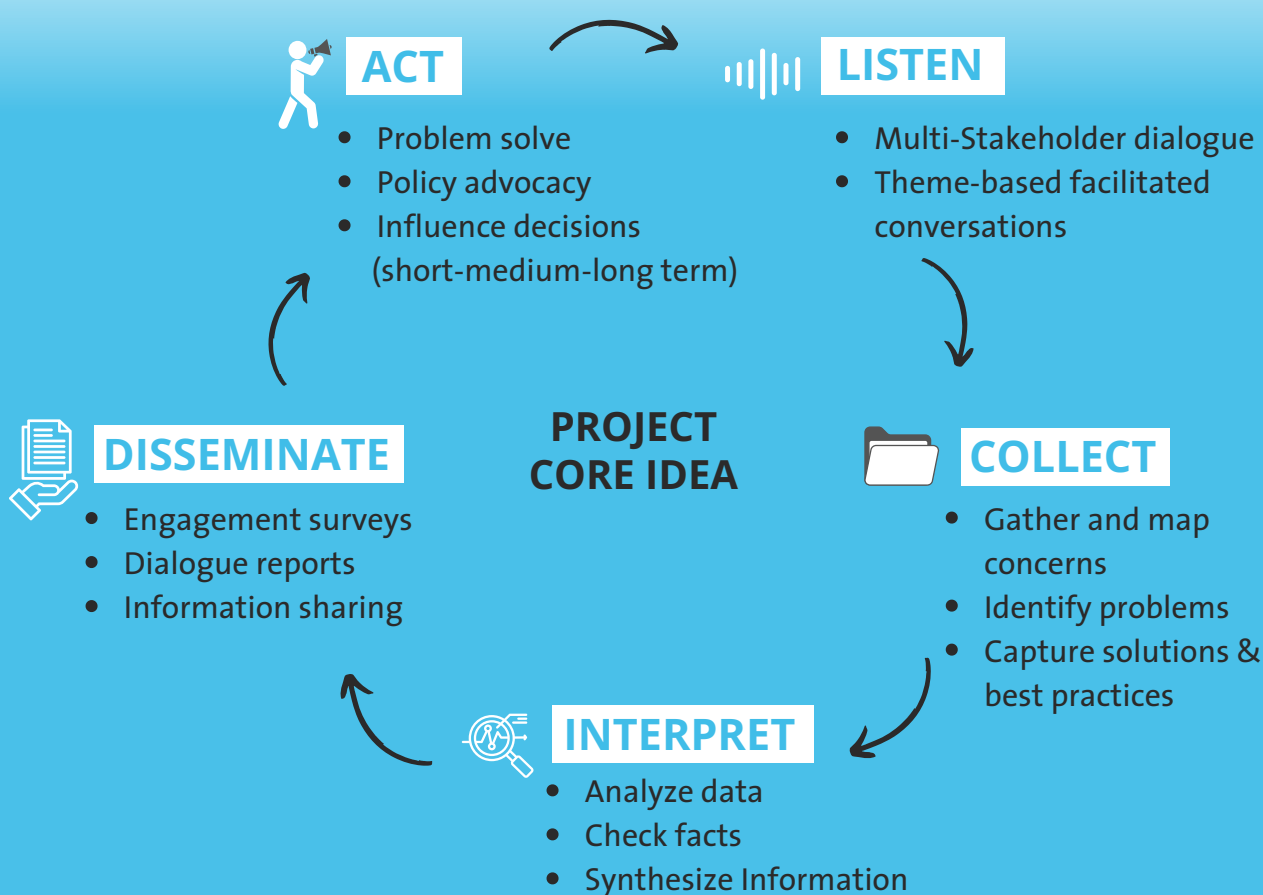 ACT
• Problem solve
• Policy advocacy
• Influence decisions
(short-medium-long term)
LISTEN
• Multi-Stakeholder dialogue
• Theme-based facilitated
conversations
PROJECT
CORE IDEA
COLLECT
• Gather and map
concerns
• Identify problems
• Capture solutions &
best practices
INTERPRET
• Analyze data
• Check facts
• Synthesize Information
DISSEMINATE
• Engagement surveys
• Dialogue reports
• Information sharing